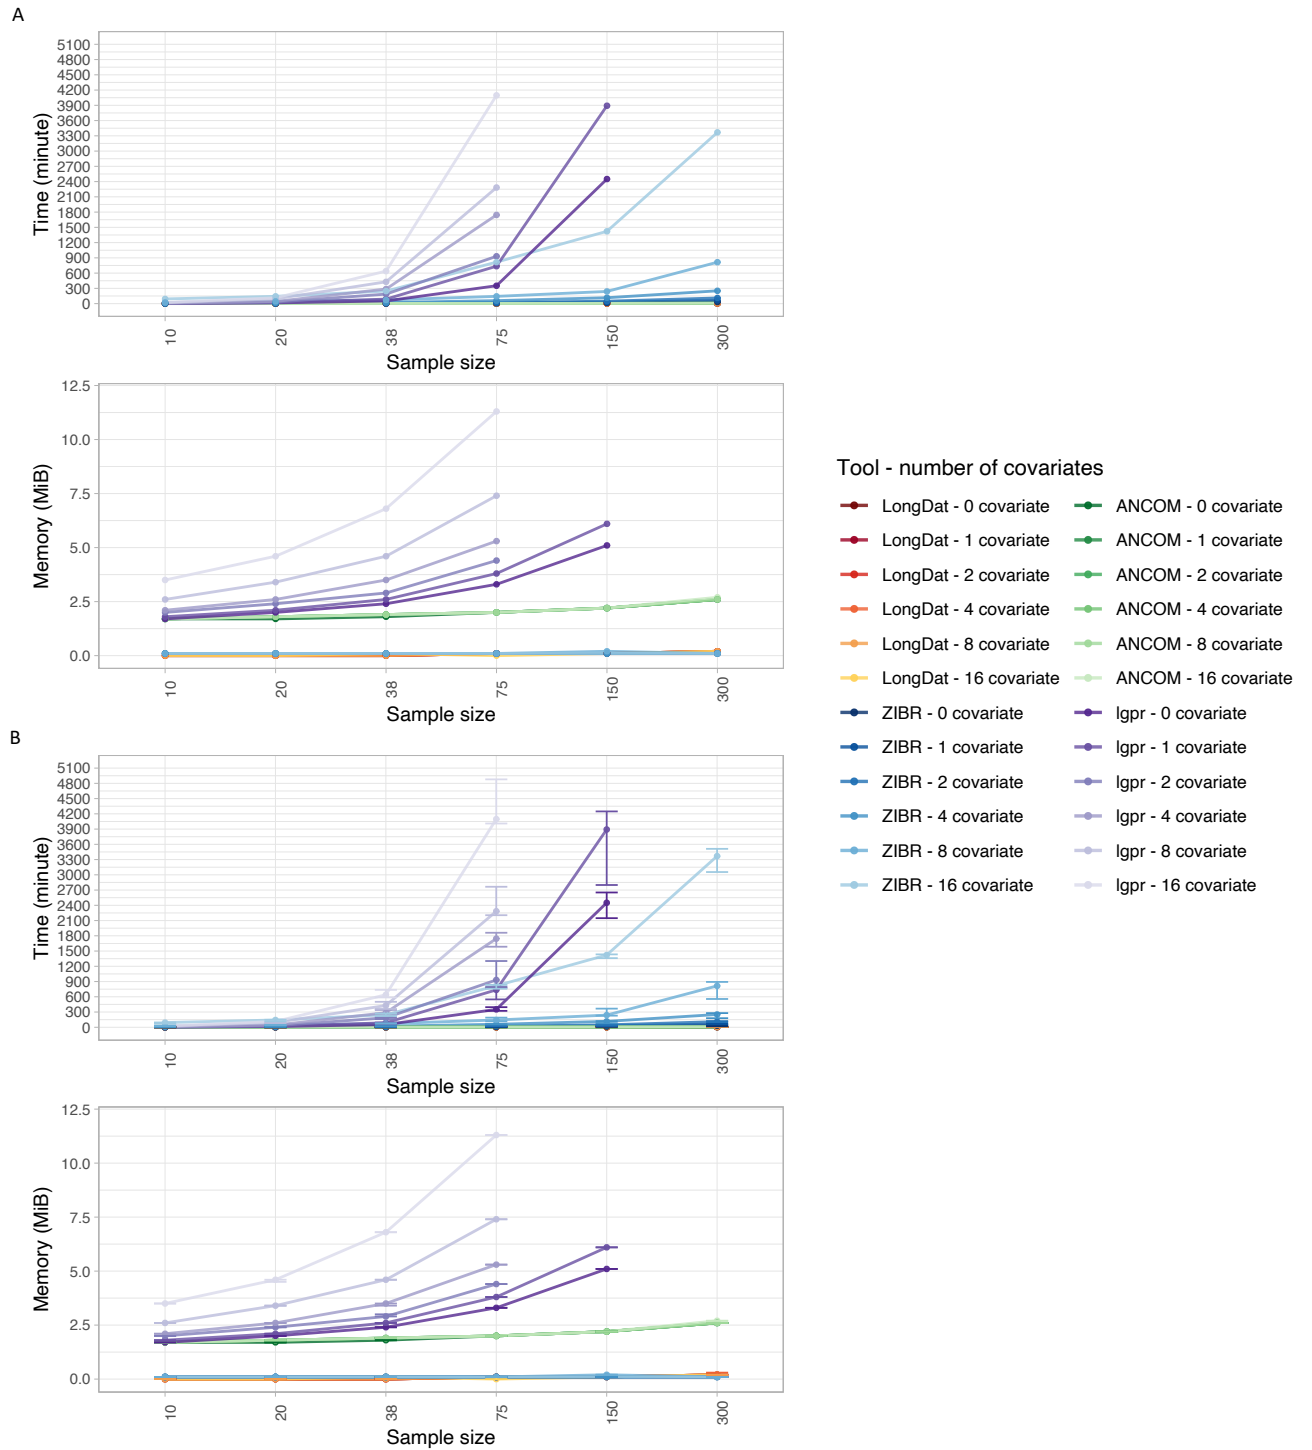 A
5100
4800
4500
4200
3900
3600
3300
3000
2700
2400
2100
1800
1500
1200
900
600
300
0
Time (minute)
10 20 38 75 150 300
Sample size
12.5
10.0
7.5
5.0
2.5
0.0
Memory (MiB)
10 20 38 75 150 300
Sample size
B
5100
4800
4500
4200
3900
3600
3300
3000
2700
2400
2100
1800
1500
1200
900
600
300
0
Time (minute)
10 20 38 75 150 300
Sample size
12.5
10.0
7.5
5.0
2.5
0.0
Memory (MiB)
10 20 38 75 150 300
Sample size
Tool - number of covariates
LongDat - 0 covariate
LongDat - 1 covariate
LongDat - 2 covariate
LongDat - 4 covariate
LongDat - 8 covariate
LongDat - 16 covariate
ZIBR - 0 covariate
ZIBR - 1 covariate
ZIBR - 2 covariate
ZIBR - 4 covariate
ZIBR - 8 covariate
ZIBR - 16 covariate
ANCOM - 0 covariate
ANCOM - 1 covariate
ANCOM - 2 covariate
ANCOM - 4 covariate
ANCOM - 8 covariate
ANCOM - 16 covariate
lgpr - 0 covariate
lgpr - 1 covariate
lgpr - 2 covariate
lgpr - 4 covariate
lgpr - 8 covariate
lgpr - 16 covariate